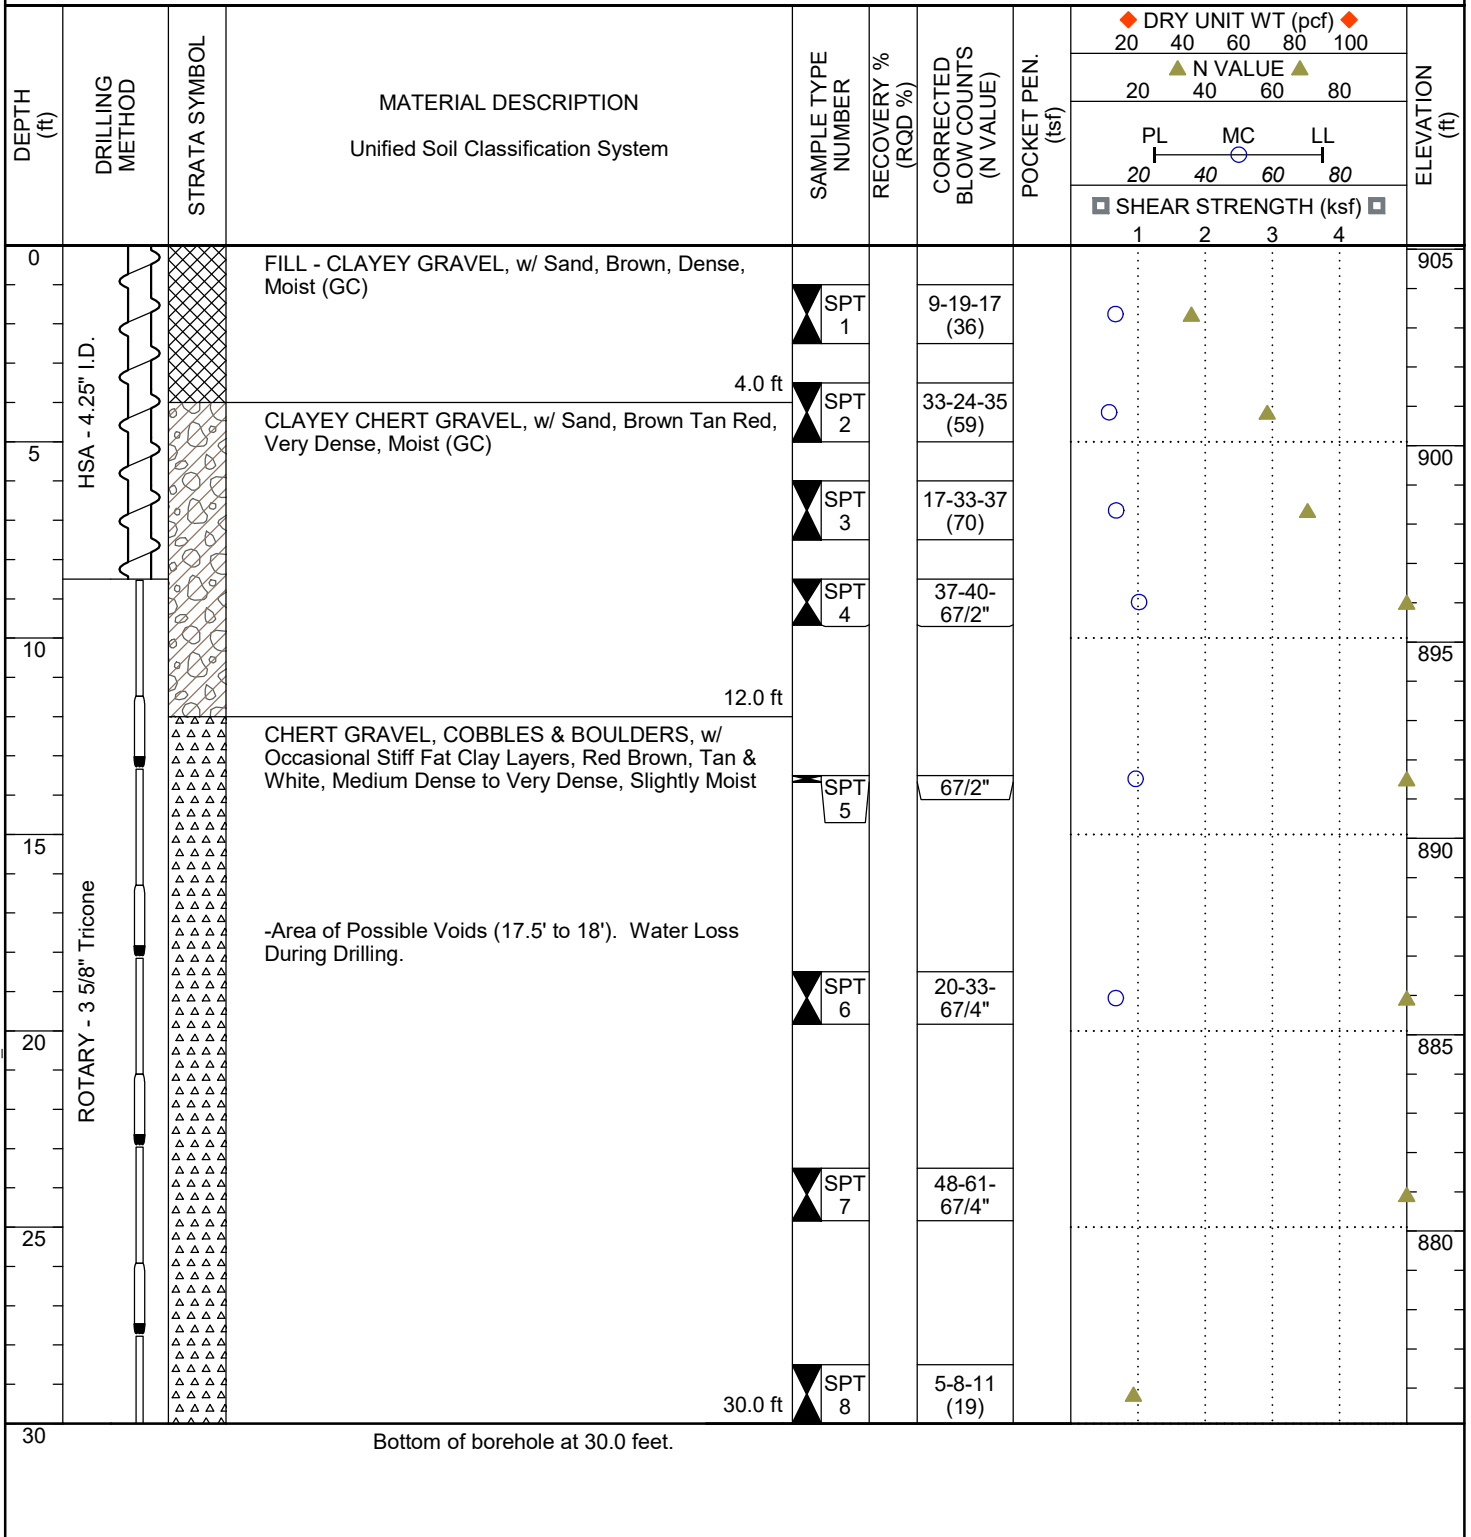 DEPTH
(ft)
DRILLING
METHOD
STRATA SYMBOL
MATERIAL DESCRIPTION
Unified Soil Classification System
SAMPLE TYPE
NUMBER
RECOVERY %
(RQD %)
CORRECTED
BLOW COUNTS
(N VALUE)
POCKET PEN.
(tsf)
DRY UNIT WT (pcf)
20 40 60 80 100
N VALUE
20 40 60 80
PL MC LL
20 40 60 80
SHEAR STRENGTH (ksf)
1 2 3 4
ELEVATION
(ft)
0
5
10
15
20
25
30
HSA - 4.25" I.D.
ROTARY - 3 5/8" Tricone
FILL - CLAYEY GRAVEL, w/ Sand, Brown, Dense,
Moist (GC)
4.0 ft
CLAYEY CHERT GRAVEL, w/ Sand, Brown Tan Red,
Very Dense, Moist (GC)
12.0 ft
CHERT GRAVEL, COBBLES & BOULDERS, w/
Occasional Stiff Fat Clay Layers, Red Brown, Tan &
White, Medium Dense to Very Dense, Slightly Moist
-Area of Possible Voids (17.5' to 18'). Water Loss
During Drilling.
30.0 ft
Bottom of borehole at 30.0 feet.
SPT
1
9-19-17
(36)
SPT
2
33-24-35
(59)
SPT
3
17-33-37
(70)
SPT
4
37-40-
67/2"
SPT
5
67/2"
SPT
6
20-33-
67/4"
SPT
7
48-61-
67/4"
SPT
8
5-8-11
(19)
905
900
895
890
885
880